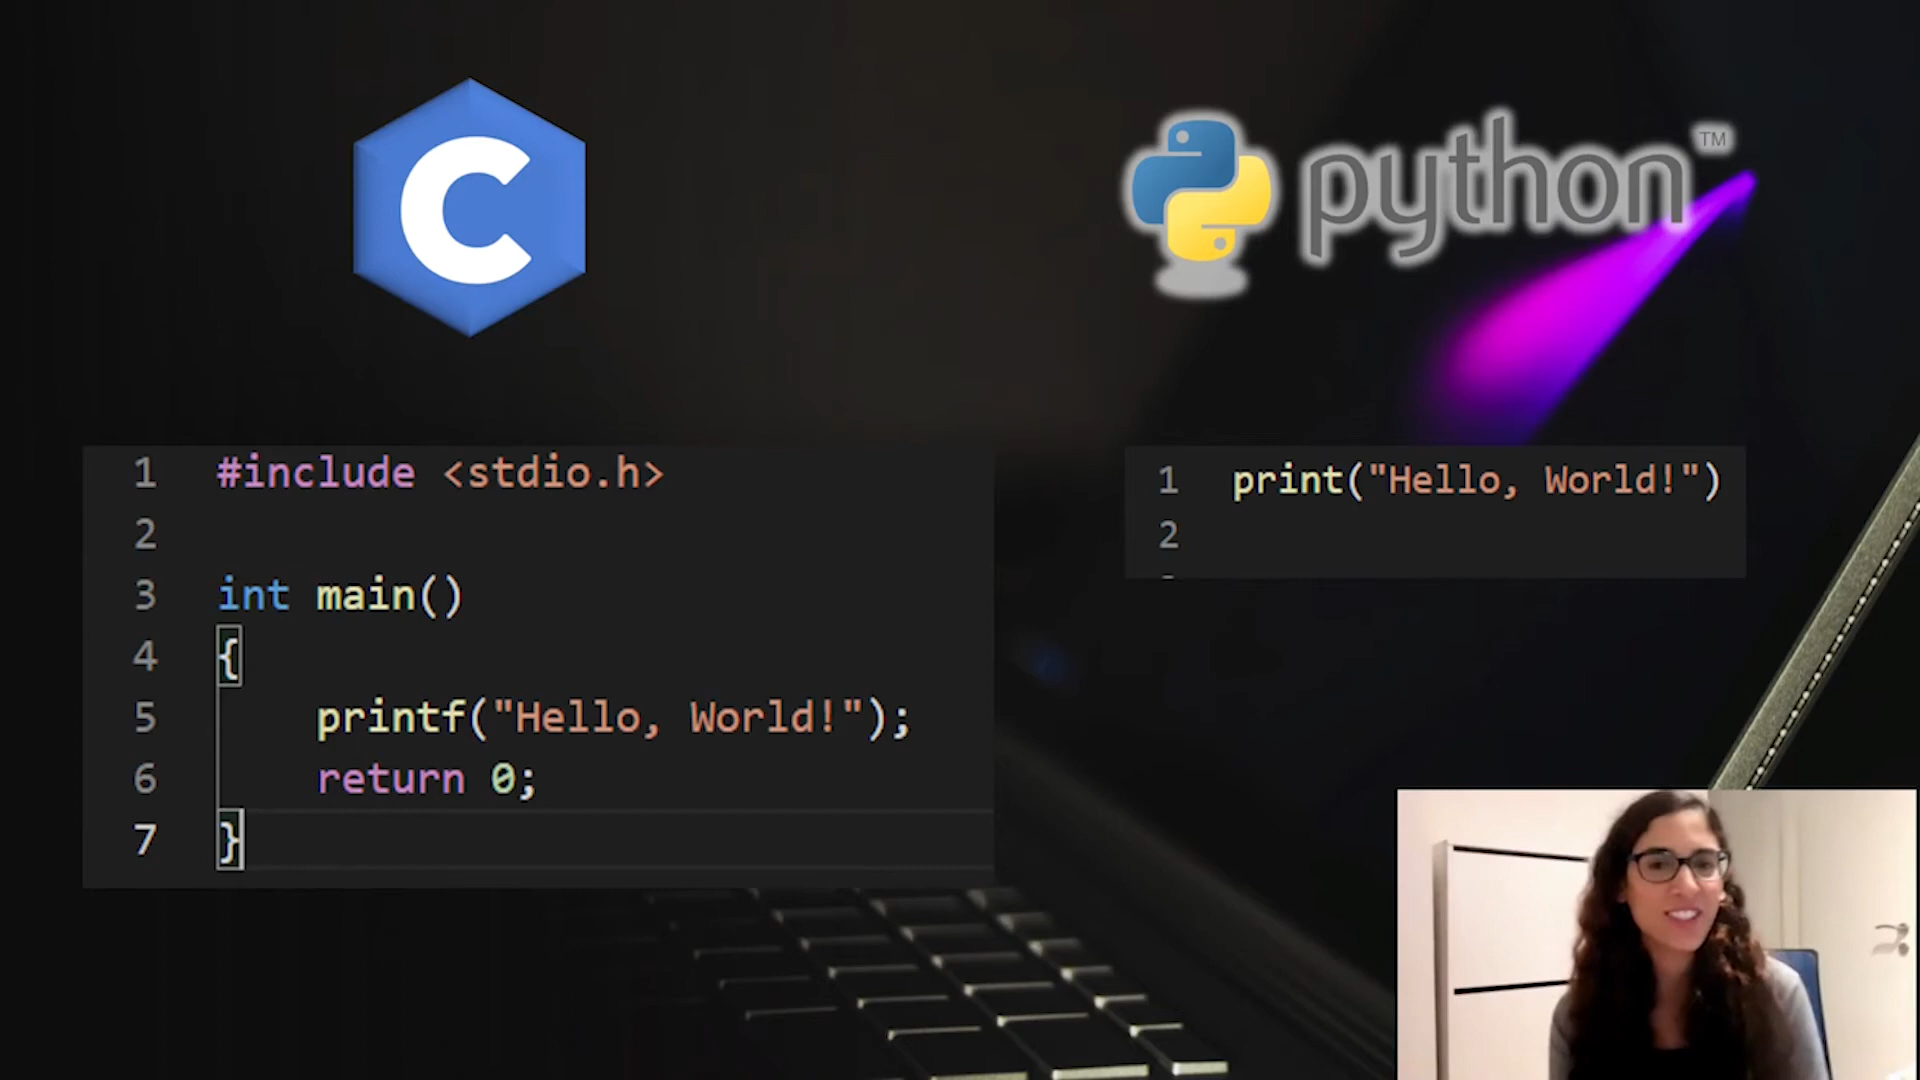 C
python™
1 #include <stdio.h>
2
3 int main()
4 {
5 printf("Hello, World!");
6 return 0;
7 }
1 print("Hello, World!")
2